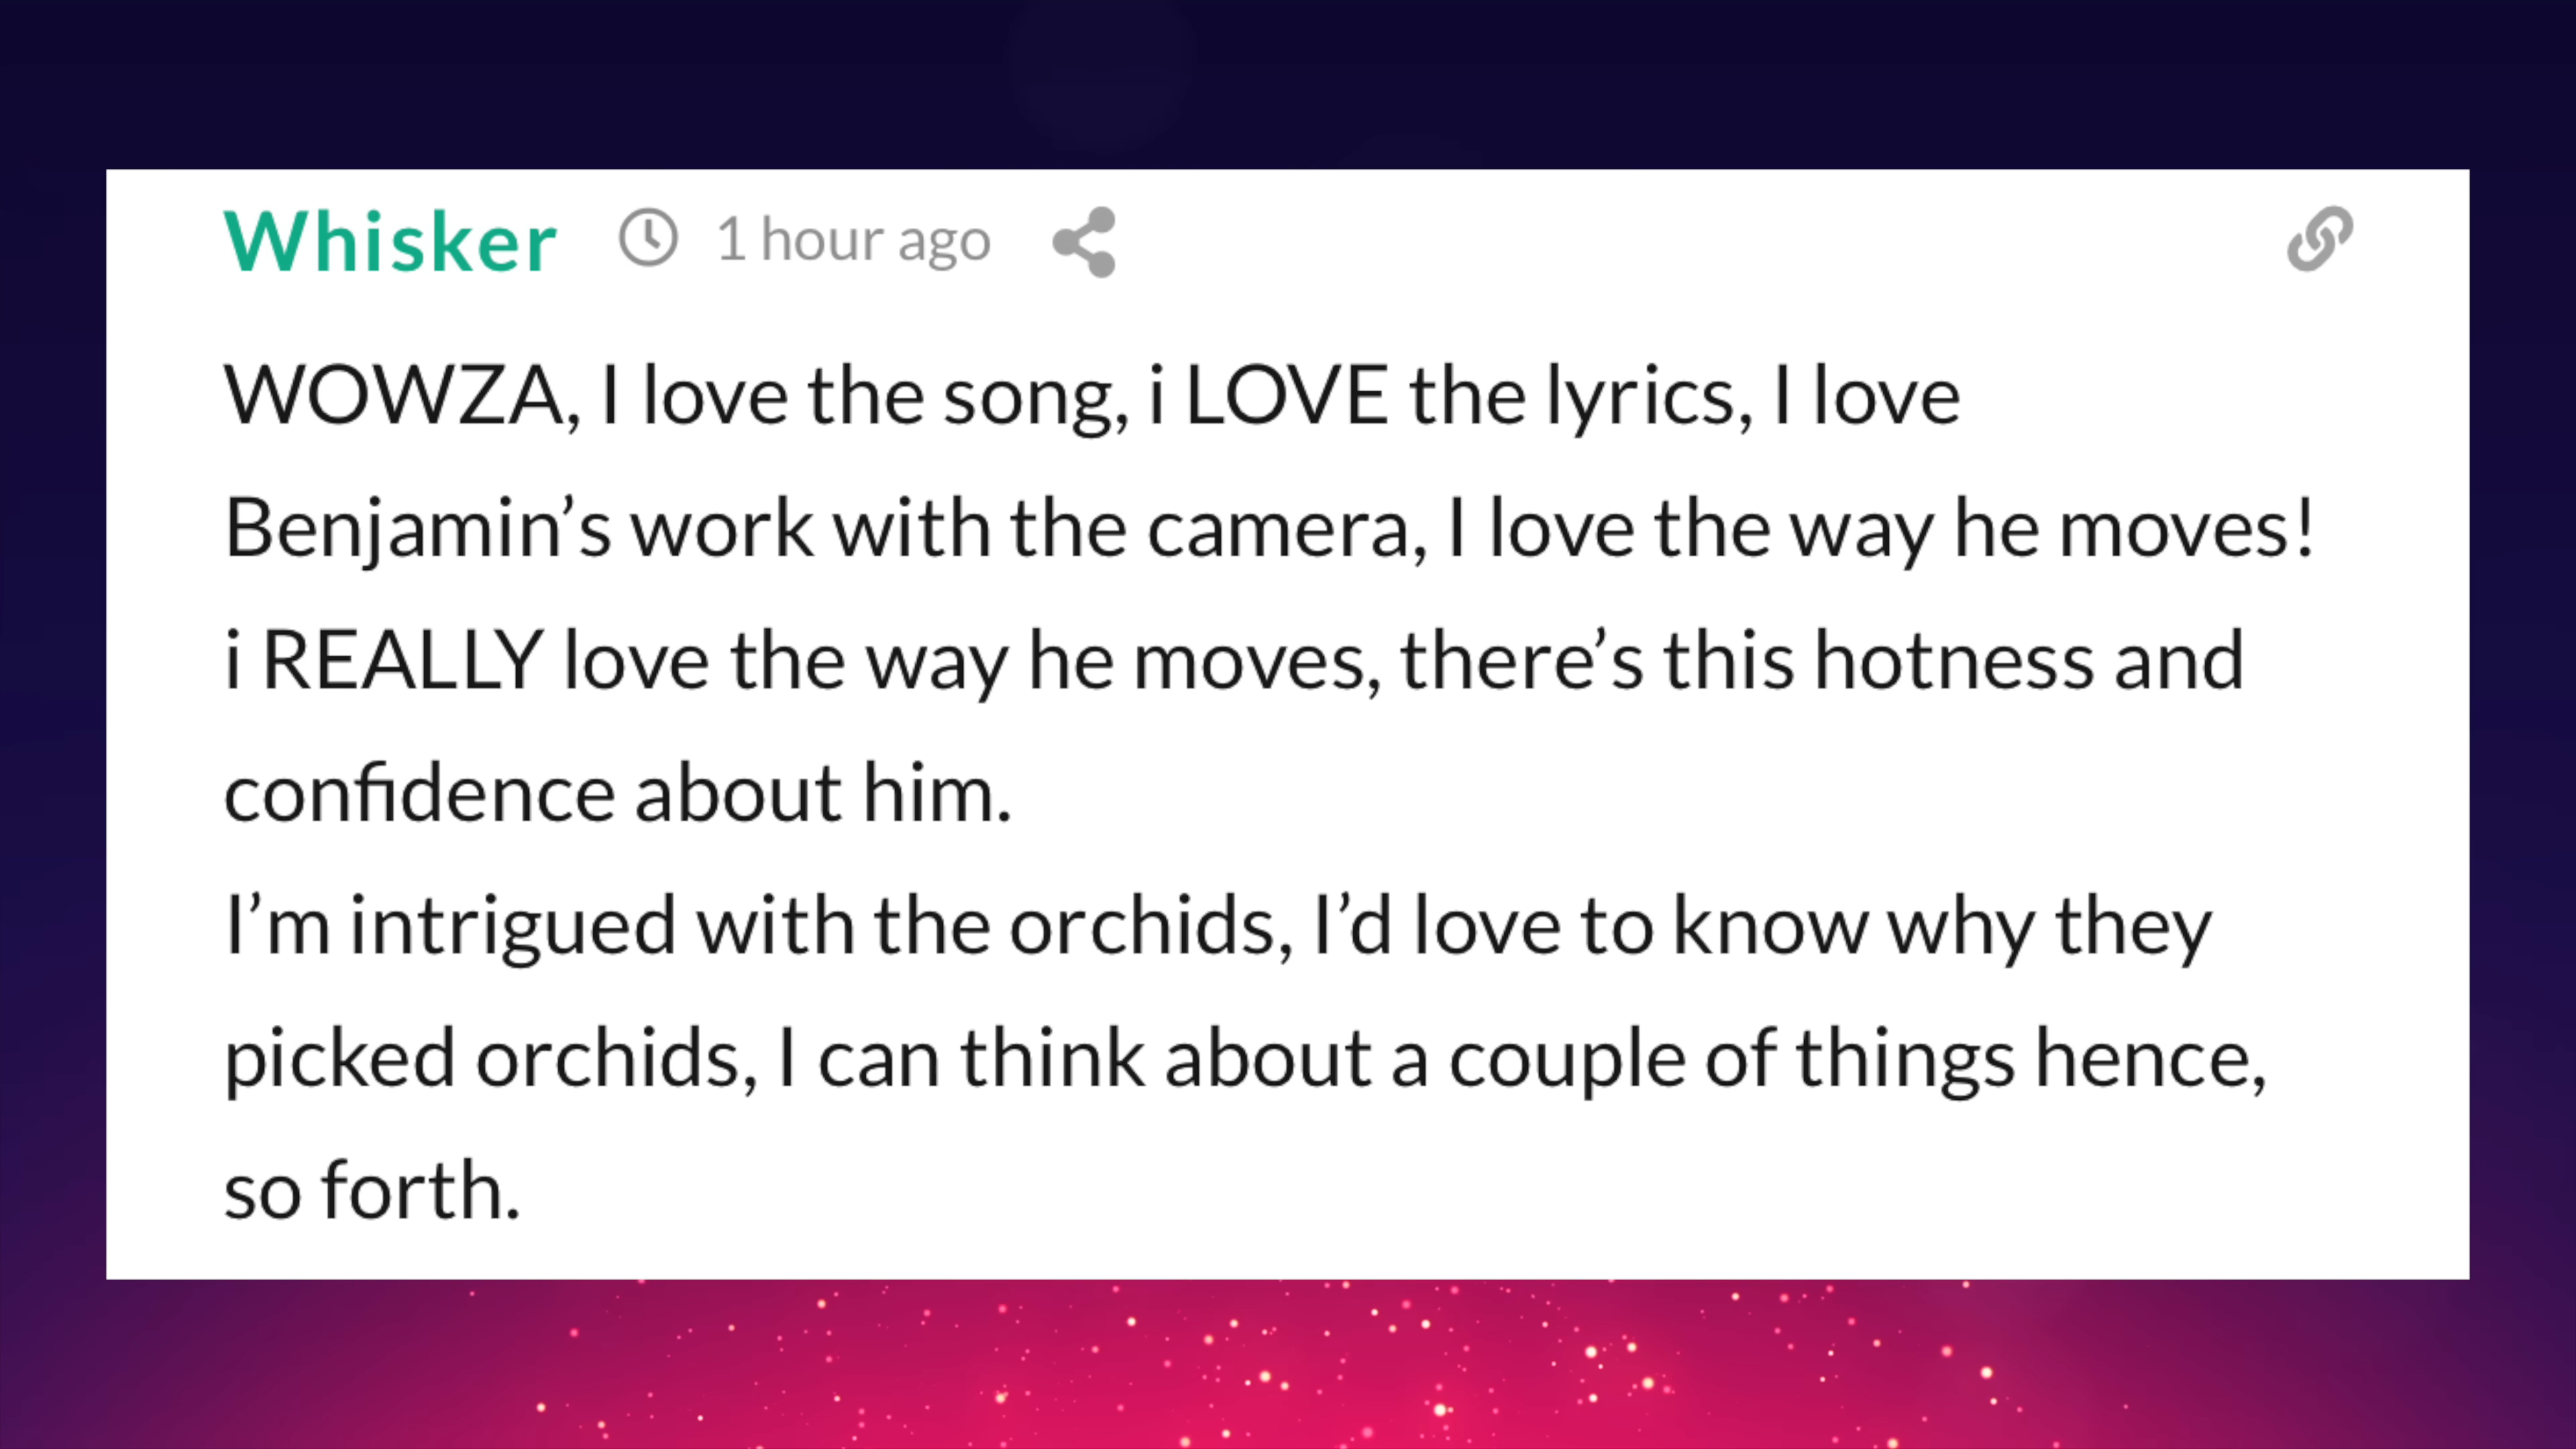 Whisker 1 hour ago
WOWZA, I love the song, i LOVE the lyrics, I love
Benjamin’s work with the camera, I love the way he moves!
i REALLY love the way he moves, there’s this hotness and
confidence about him.
I’m intrigued with the orchids, I’d love to know why they
picked orchids, I can think about a couple of things hence,
so forth.